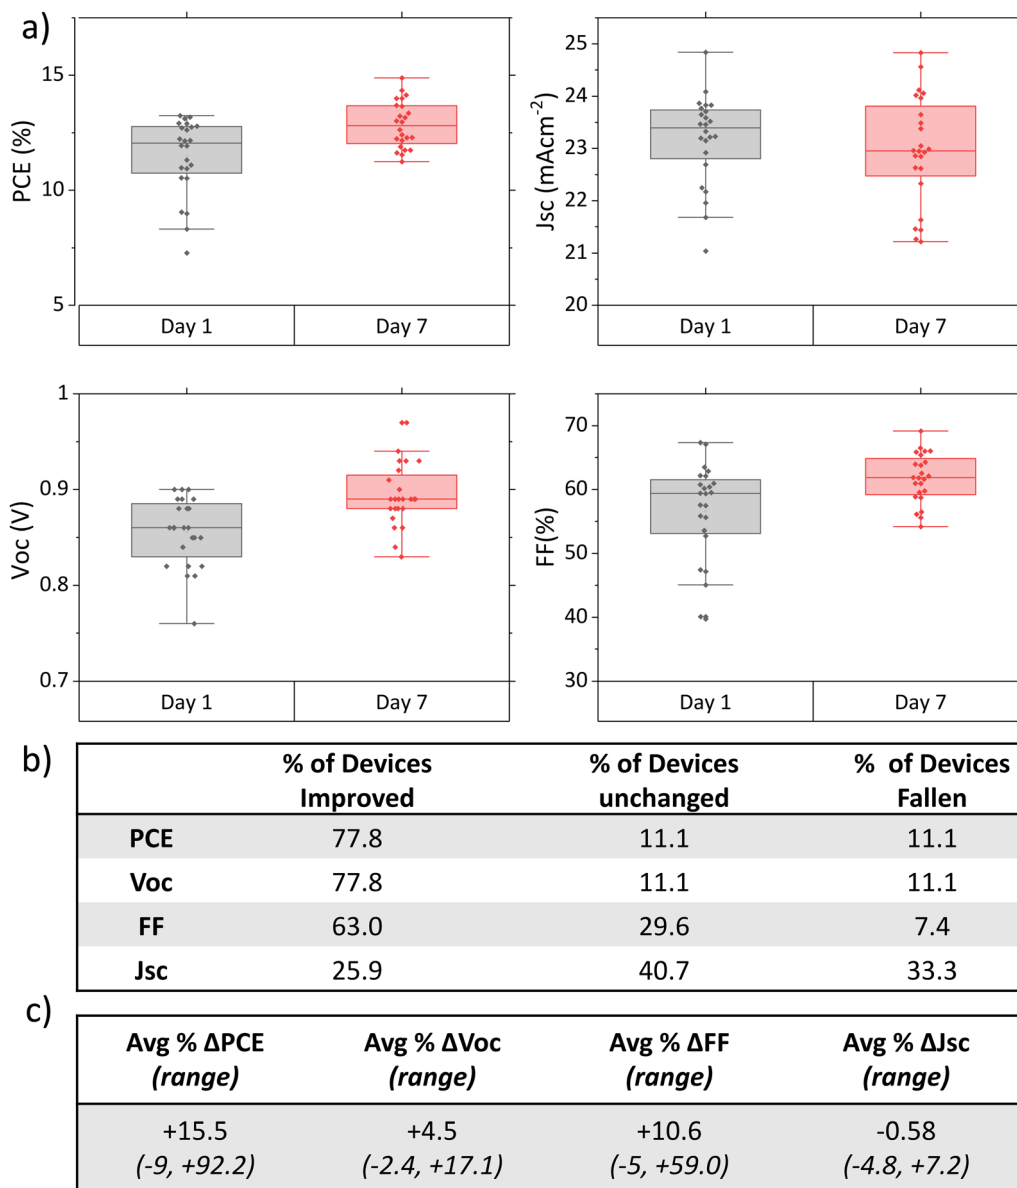 a)
PCE (%)
15
10
5
Day 1
Day 7
Jsc (mAcm⁻²)
25
24
23
22
21
20
Day 1
Day 7
Voc (V)
1
0.9
0.8
0.7
Day 1
Day 7
FF(%)
70
60
50
40
30
Day 1
Day 7
b)
% of Devices % of Devices % of Devices
Improved unchanged Fallen
PCE 77.8 11.1 11.1
Voc 77.8 11.1 11.1
FF 63.0 29.6 7.4
Jsc 25.9 40.7 33.3
c)
Avg % ΔPCE Avg % ΔVoc Avg % ΔFF Avg % ΔJsc
(range) (range) (range) (range)
+15.5 +4.5 +10.6 -0.58
(-9, +92.2) (-2.4, +17.1) (-5, +59.0) (-4.8, +7.2)